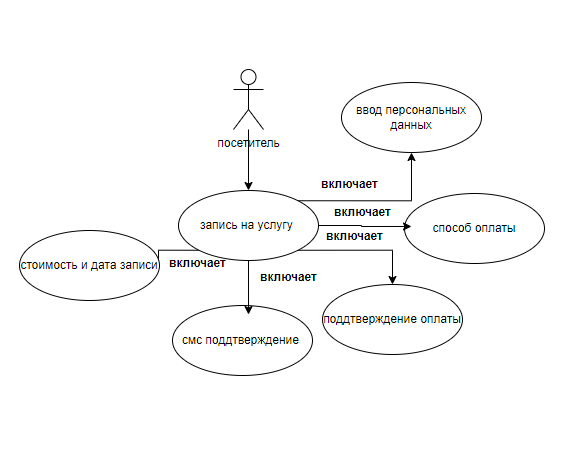 ввод персональных
данных
посетитель
включает
включает
запись на услугу
способ оплаты
включает
стоимость и дата записи
включает
включает
поддтверждение оплаты
смс поддтверждение